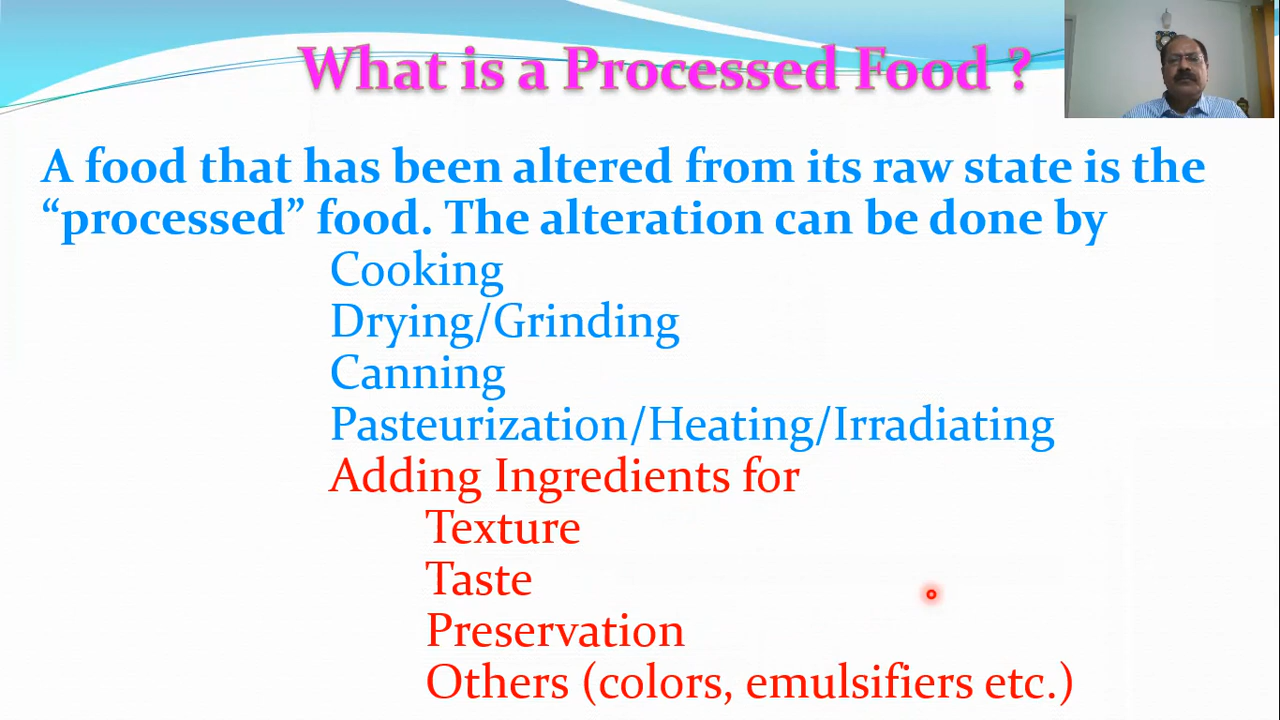 What is a Processed Food ?
A food that has been altered from its raw state is the
“processed” food. The alteration can be done by
Cooking
Drying/Grinding
Canning
Pasteurization/Heating/Irradiating
Adding Ingredients for
Texture
Taste
Preservation
Others (colors, emulsifiers etc.)